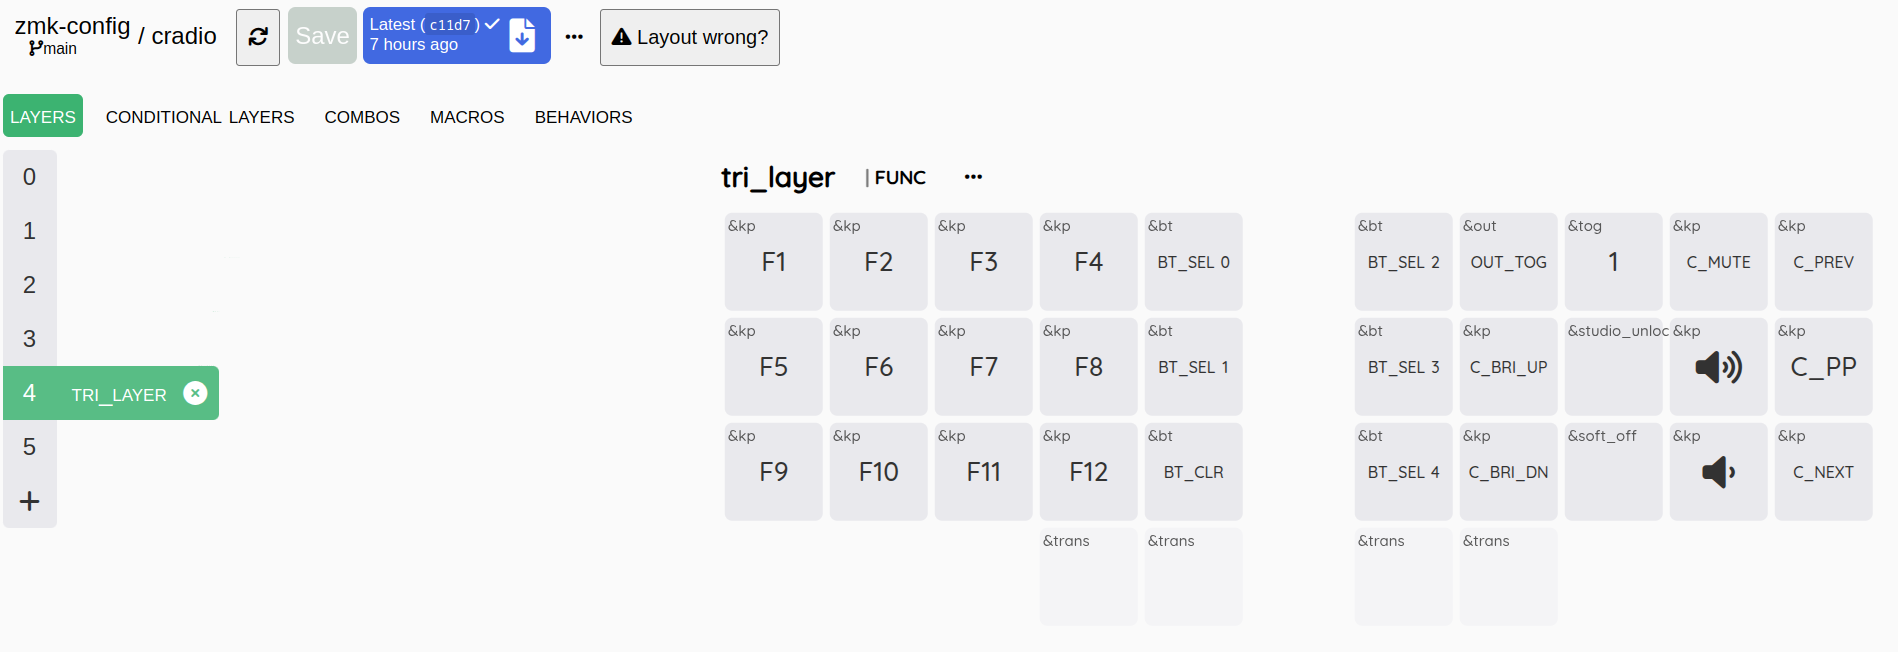 zmk-config / cradio
main
Save
Latest ( c11d7 )
7 hours ago
Layout wrong?
LAYERS CONDITIONAL LAYERS COMBOS MACROS BEHAVIORS
0
1
2
3
4 TRI_LAYER
5
+
tri_layer | FUNC
&kp &kp &kp &kp &bt &bt &out &tog &kp &kp
F1 F2 F3 F4 BT_SEL 0 BT_SEL 2 OUT_TOG 1 C_MUTE C_PREV
&kp &kp &kp &kp &bt &bt &kp &studio_unloc &kp &kp
F5 F6 F7 F8 BT_SEL 1 BT_SEL 3 C_BRI_UP C_PP
&kp &kp &kp &kp &bt &bt &kp &soft_off &kp &kp
F9 F10 F11 F12 BT_CLR BT_SEL 4 C_BRI_DN C_NEXT
&trans &trans &trans &trans